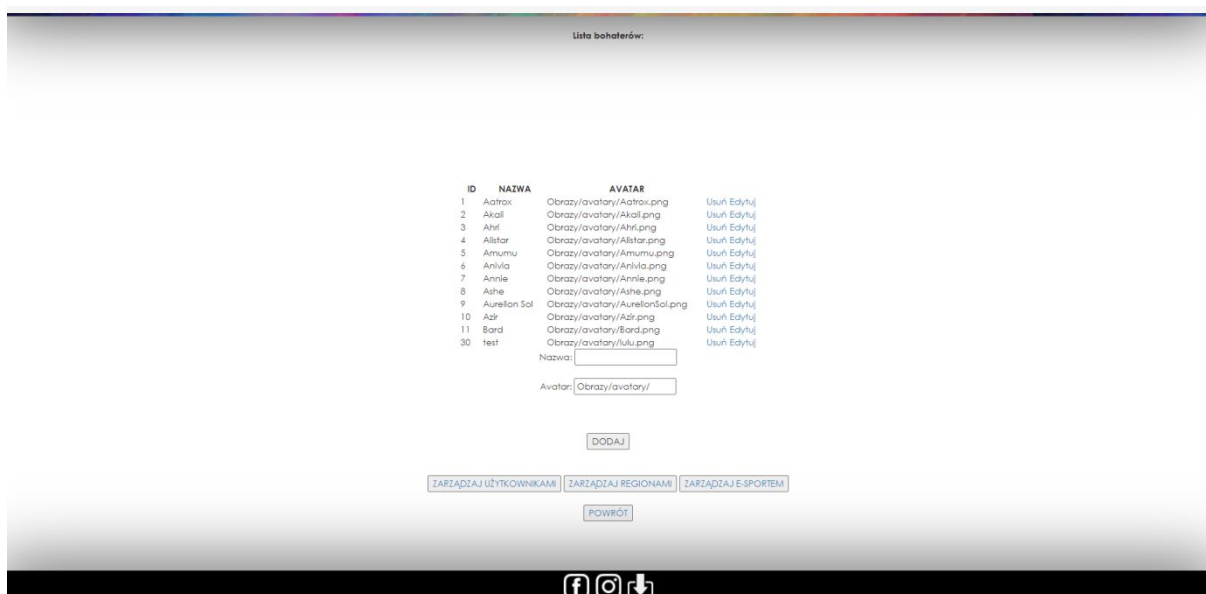 Lista bohaterów:
ID NAZWA AVATAR
1 Aatrox Obrazy/avatary/Aatrox.png Usuń Edytuj
2 Akali Obrazy/avatary/Akali.png Usuń Edytuj
3 Ahri Obrazy/avatary/Ahri.png Usuń Edytuj
4 Alistar Obrazy/avatary/Alistar.png Usuń Edytuj
5 Amumu Obrazy/avatary/Amumu.png Usuń Edytuj
6 Anivia Obrazy/avatary/Anivia.png Usuń Edytuj
7 Annie Obrazy/avatary/Annie.png Usuń Edytuj
8 Ashe Obrazy/avatary/Ashe.png Usuń Edytuj
9 Aurelion Sol Obrazy/avatary/AurelionSol.png Usuń Edytuj
10 Azir Obrazy/avatary/Azir.png Usuń Edytuj
11 Bard Obrazy/avatary/Bard.png Usuń Edytuj
30 test Obrazy/avatary/lulu.png Usuń Edytuj
Nazwa:
Avatar: Obrazy/avatary/
DODAJ
ZARZĄDZAJ UŻYTKOWNIKAMI ZARZĄDZAJ REGIONAMI ZARZĄDZAJ E-SPORTEM
POWRÓT